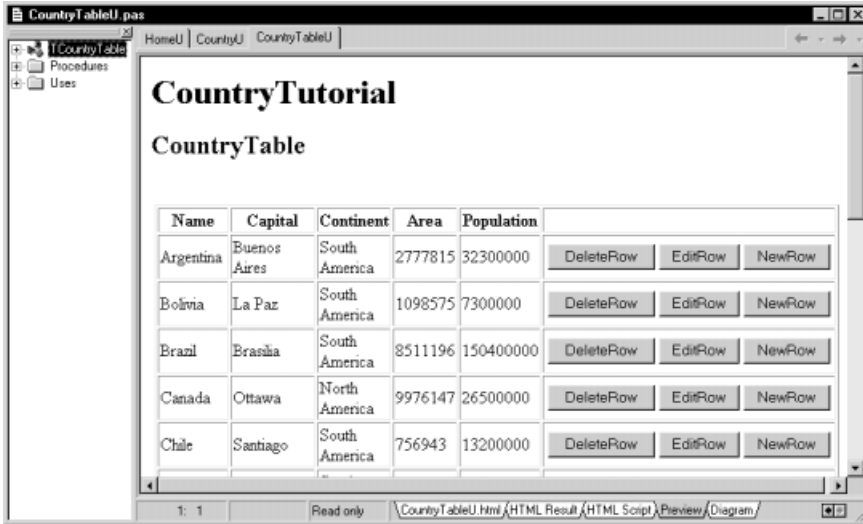 CountryTableU.pas
TCountryTable
Procedures
Uses
HomeU CountryU CountryTableU
CountryTutorial
CountryTable
Name Capital Continent Area Population
Argentina Buenos Aires South America 2777815 32300000 DeleteRow EditRow NewRow
Bolivia La Paz South America 1098575 7300000 DeleteRow EditRow NewRow
Brazil Brasilia South America 8511196 150400000 DeleteRow EditRow NewRow
Canada Ottawa North America 9976147 26500000 DeleteRow EditRow NewRow
Chile Santiago South America 756943 13200000 DeleteRow EditRow NewRow
1: 1 Read only CountryTableU.html HTML Result HTML Script Preview Diagram